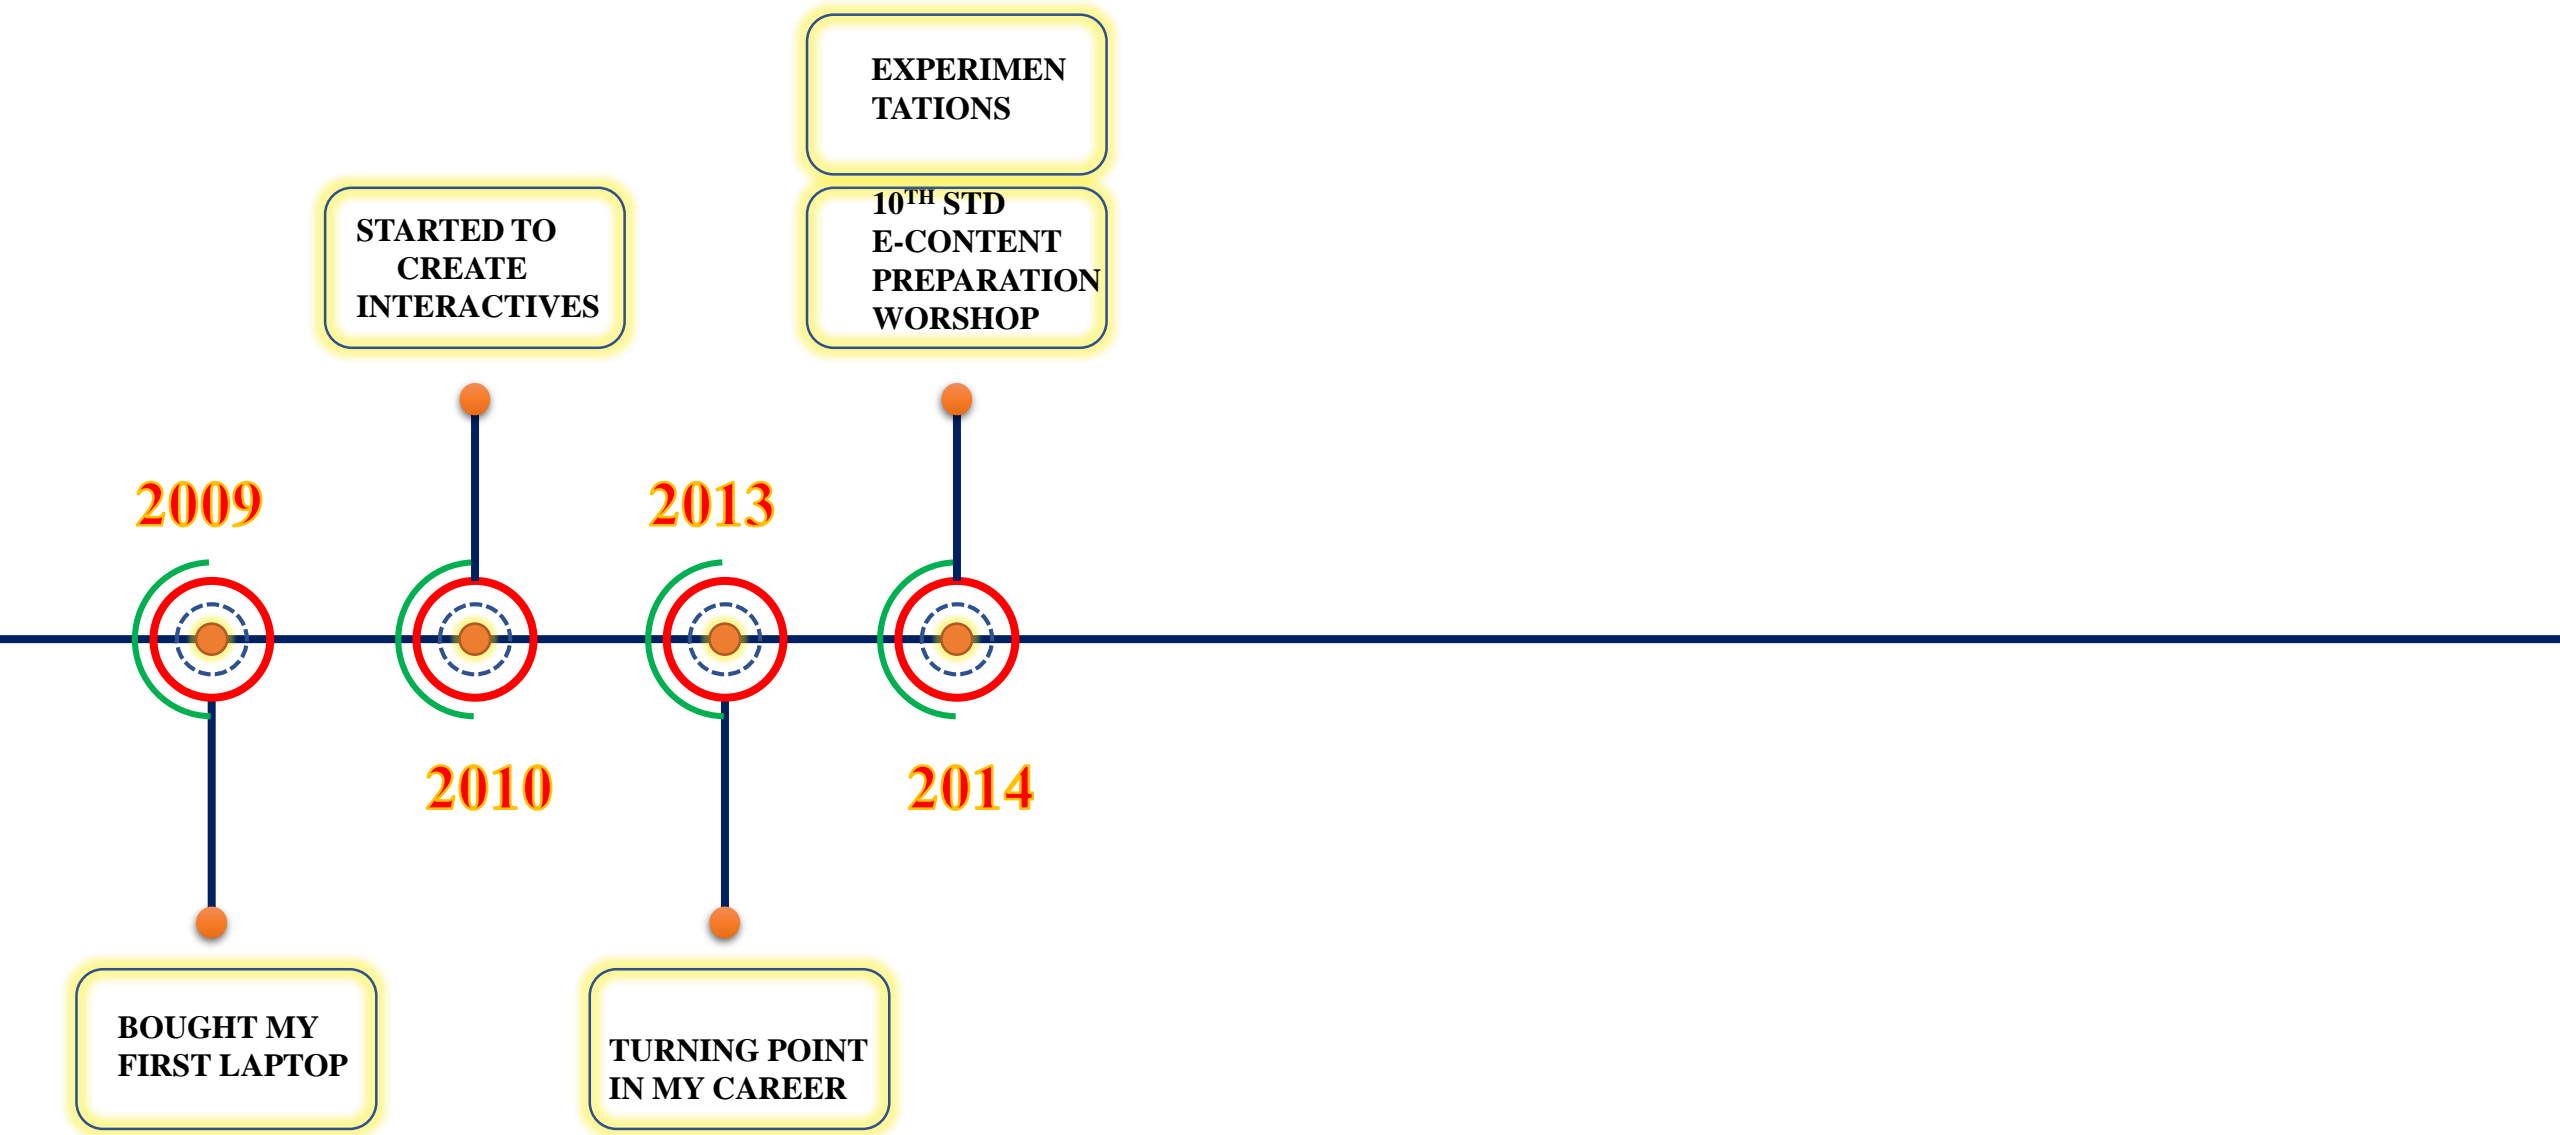 EXPERIMEN
TATIONS
10TH STD
E-CONTENT
PREPARATION
WORSHOP
STARTED TO
CREATE
INTERACTIVES
2009
2013
2010
2014
BOUGHT MY
FIRST LAPTOP
TURNING POINT
IN MY CAREER